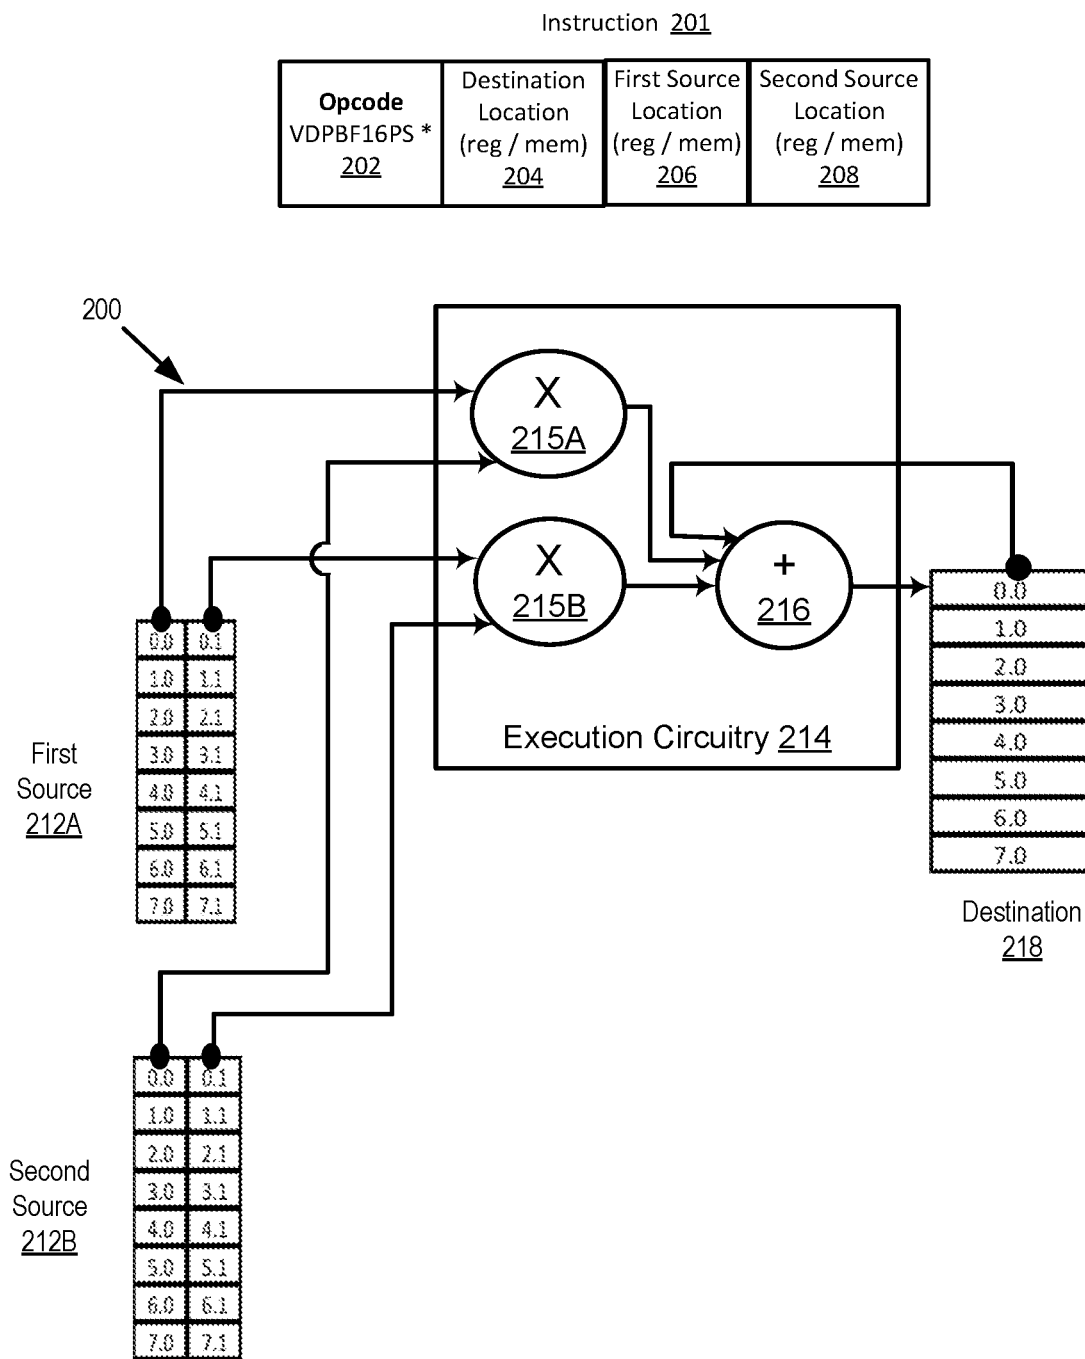 Instruction 201
Opcode
VDPBF16PS *
202
Destination
Location
(reg / mem)
204
First Source
Location
(reg / mem)
206
Second Source
Location
(reg / mem)
208
200
X
215A
X
215B
+
216
Execution Circuitry 214
First
Source
212A
0.0 0.1
1.0 1.1
2.0 2.1
3.0 3.1
4.0 4.1
5.0 5.1
6.0 6.1
7.0 7.1
0.0
1.0
2.0
3.0
4.0
5.0
6.0
7.0
Destination
218
Second
Source
212B
0.0 0.1
1.0 1.1
2.0 2.1
3.0 3.1
4.0 4.1
5.0 5.1
6.0 6.1
7.0 7.1